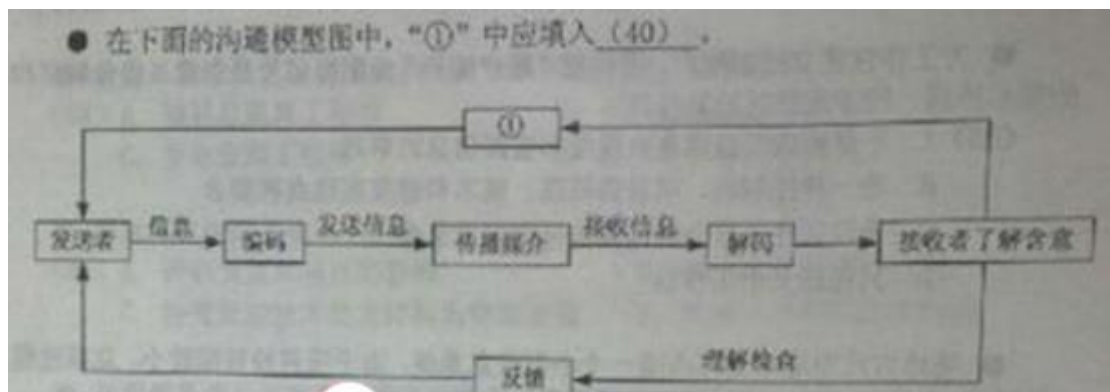 ● 在下面的沟通模型图中，“①”中应填入（40）。
①
发送者
信息
编码
发送信息
传播媒介
接收信息
解码
接收者了解含意
理解检查
反馈